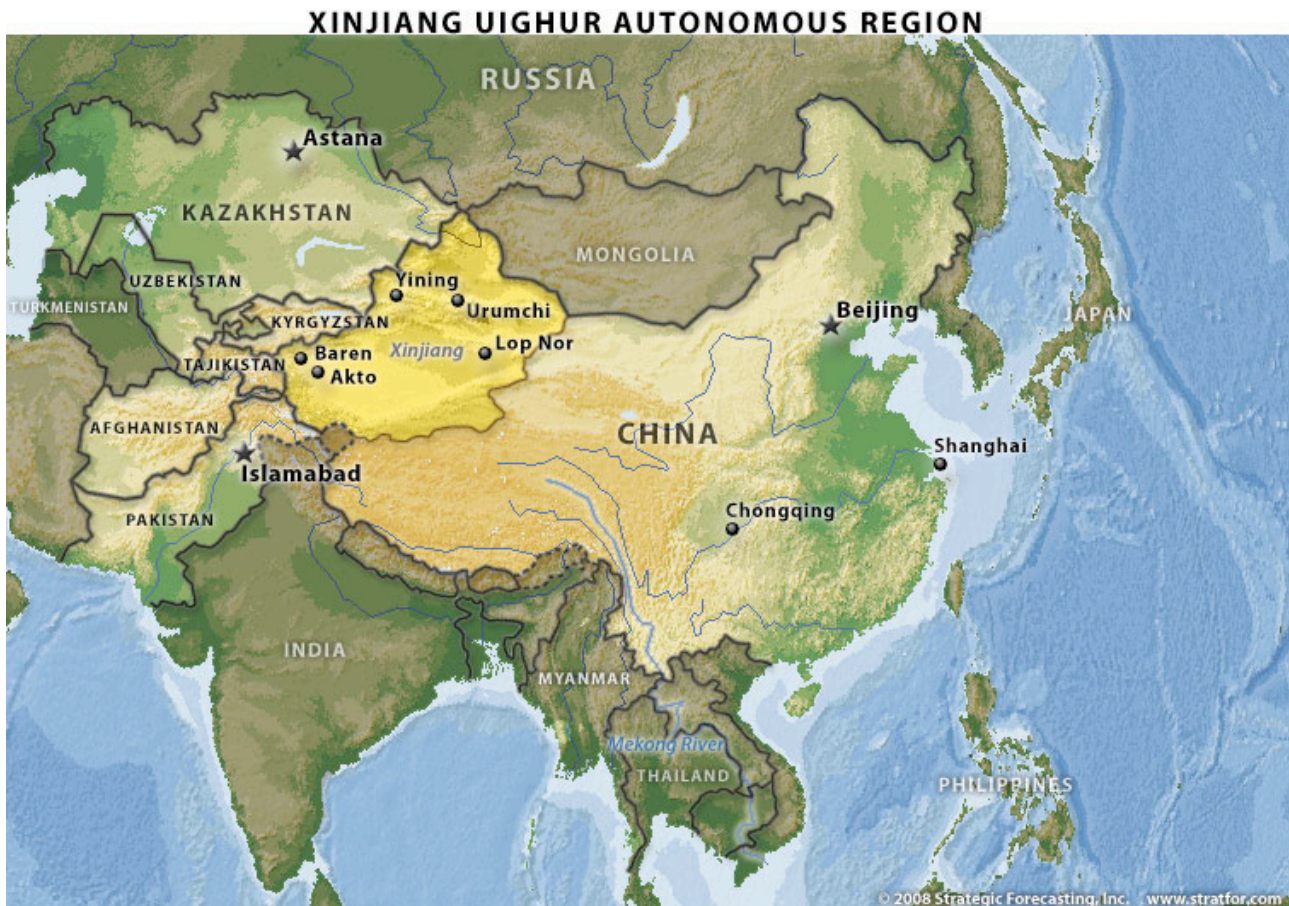 XINJIANG UIGHUR AUTONOMOUS REGION
RUSSIA
Astana
KAZAKHSTAN
MONGOLIA
UZBEKISTAN
Yining
TURKMENISTAN
Urumchi
Beijing
JAPAN
KYRGYZSTAN
Lop Nor
Xinjiang
Baren
TAJIKISTAN
Akto
AFGHANISTAN
CHINA
Shanghai
Islamabad
Chongqing
PAKISTAN
INDIA
MYANMAR
Mekong River
THAILAND
PHILIPPINES
© 2008 Strategic Forecasting, Inc. www.stratfor.com